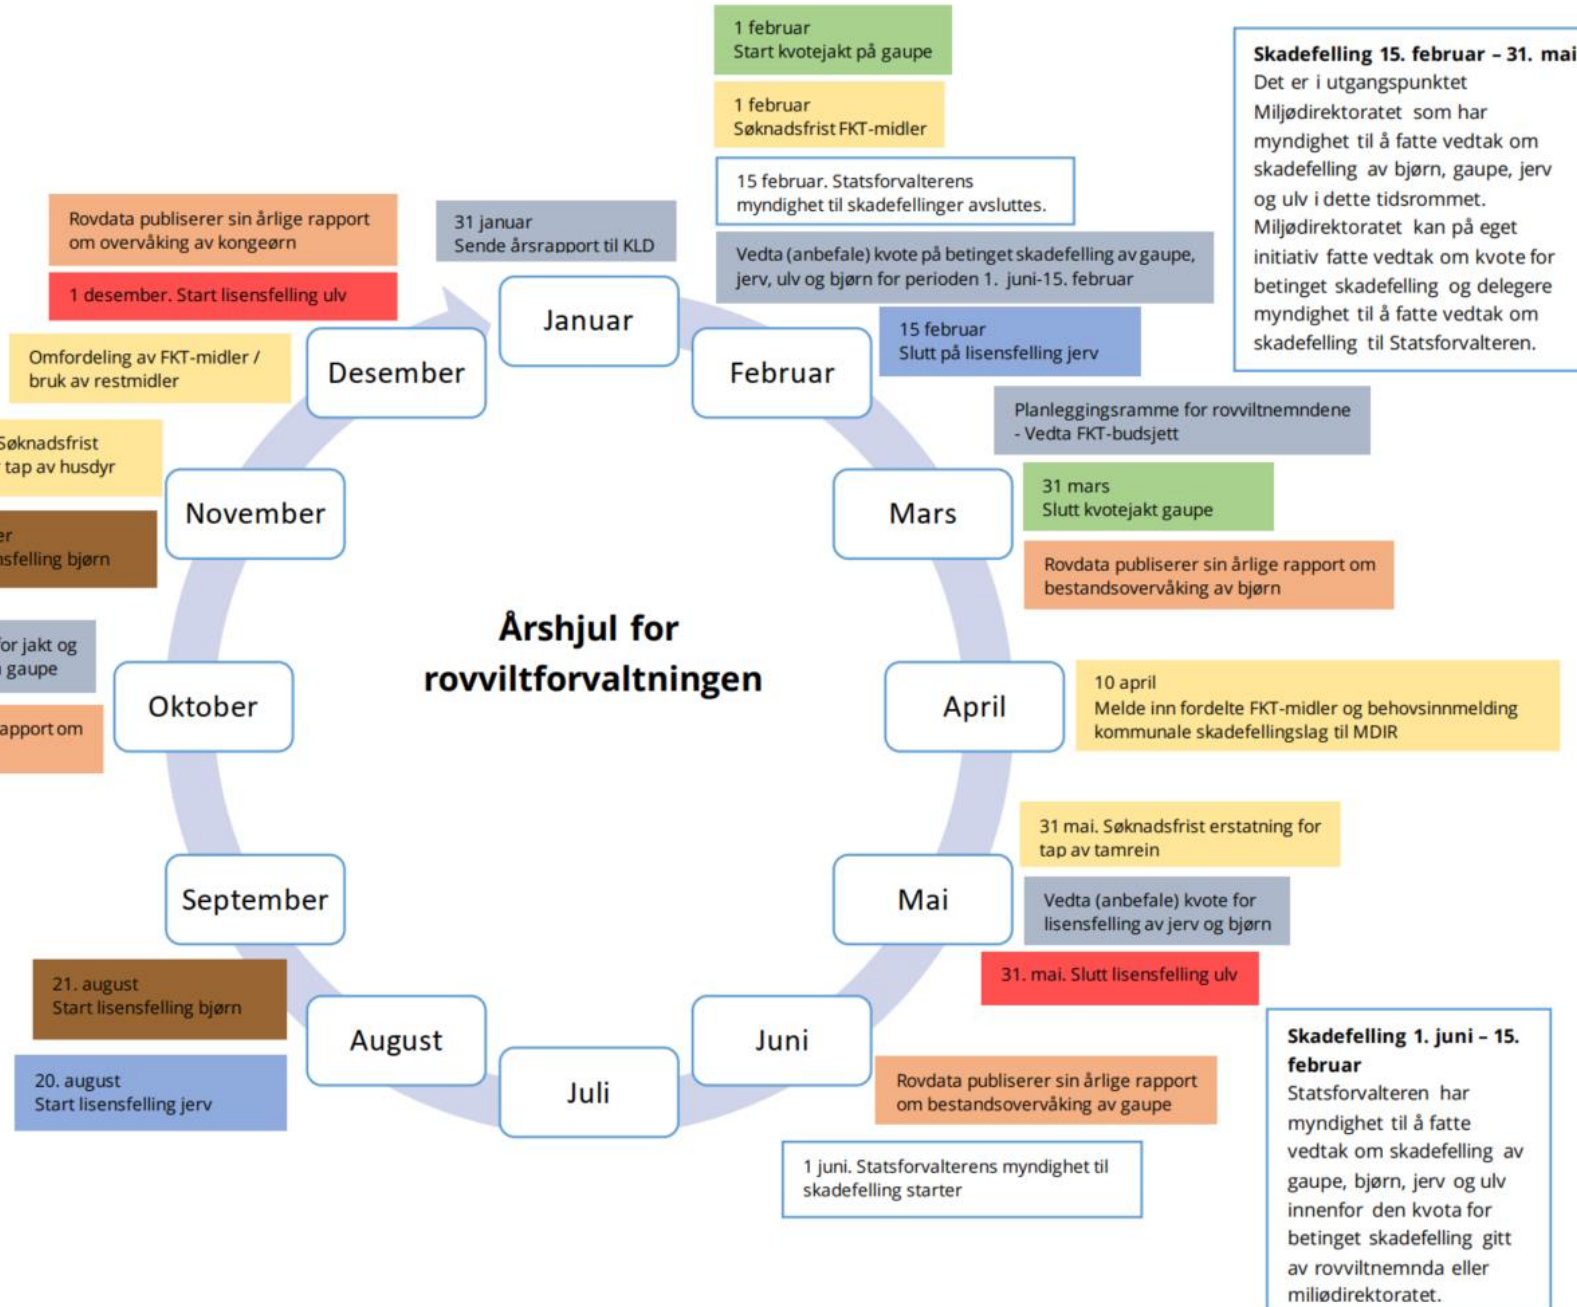 1 februar
Start kvotejakt på gaupe
1 februar
Søknadsfrist FKT-midler
15 februar. Statsforvalterens
myndighet til skadefellinger avsluttes.
Vedta (anbefale) kvote på betinget skadefelling av gaupe,
jerv, ulv og bjørn for perioden 1. juni-15. februar
15 februar
Slutt på lisensfelling jerv
Skadefelling 15. februar – 31. mai
Det er i utgangspunktet
Miljødirektoratet som har
myndighet til å fatte vedtak om
skadefelling av bjørn, gaupe, jerv
og ulv i dette tidsrommet.
Miljødirektoratet kan på eget
initiativ fatte vedtak om kvote for
betinget skadefelling og delegere
myndighet til å fatte vedtak om
skadefelling til Statsforvalteren.
Rovdata publiserer sin årlige rapport
om overvåking av kongeørn
1 desember. Start lisensfelling ulv
31 januar
Sende årsrapport til KLD
Januar
Februar
Desember
Omfordeling av FKT-midler /
bruk av restmidler
Planleggingsramme for rovviltnemndene
- Vedta FKT-budsjett
31 mars
Slutt kvotejakt gaupe
Rovdata publiserer sin årlige rapport om
bestandsovervåking av bjørn
Mars
November
Søknadsfrist
tap av husdyr
er
nsfelling bjørn
Årshjul for
rovviltforvaltningen
for jakt og
gaupe
apport om
Oktober
April
10 april
Melde inn fordelte FKT-midler og behovsinnmelding
kommunale skadefellingslag til MDIR
31 mai. Søknadsfrist erstatning for
tap av tamrein
Vedta (anbefale) kvote for
lisensfelling av jerv og bjørn
31. mai. Slutt lisensfelling ulv
Mai
September
21. august
Start lisensfelling bjørn
20. august
Start lisensfelling jerv
August
Juli
Juni
Rovdata publiserer sin årlige rapport
om bestandsovervåking av gaupe
1 juni. Statsforvalterens myndighet til
skadefelling starter
Skadefelling 1. juni – 15.
februar
Statsforvalteren har
myndighet til å fatte
vedtak om skadefelling av
gaupe, bjørn, jerv og ulv
innenfor den kvota for
betinget skadefelling gitt
av rovviltnemnda eller
miljødirektoratet.